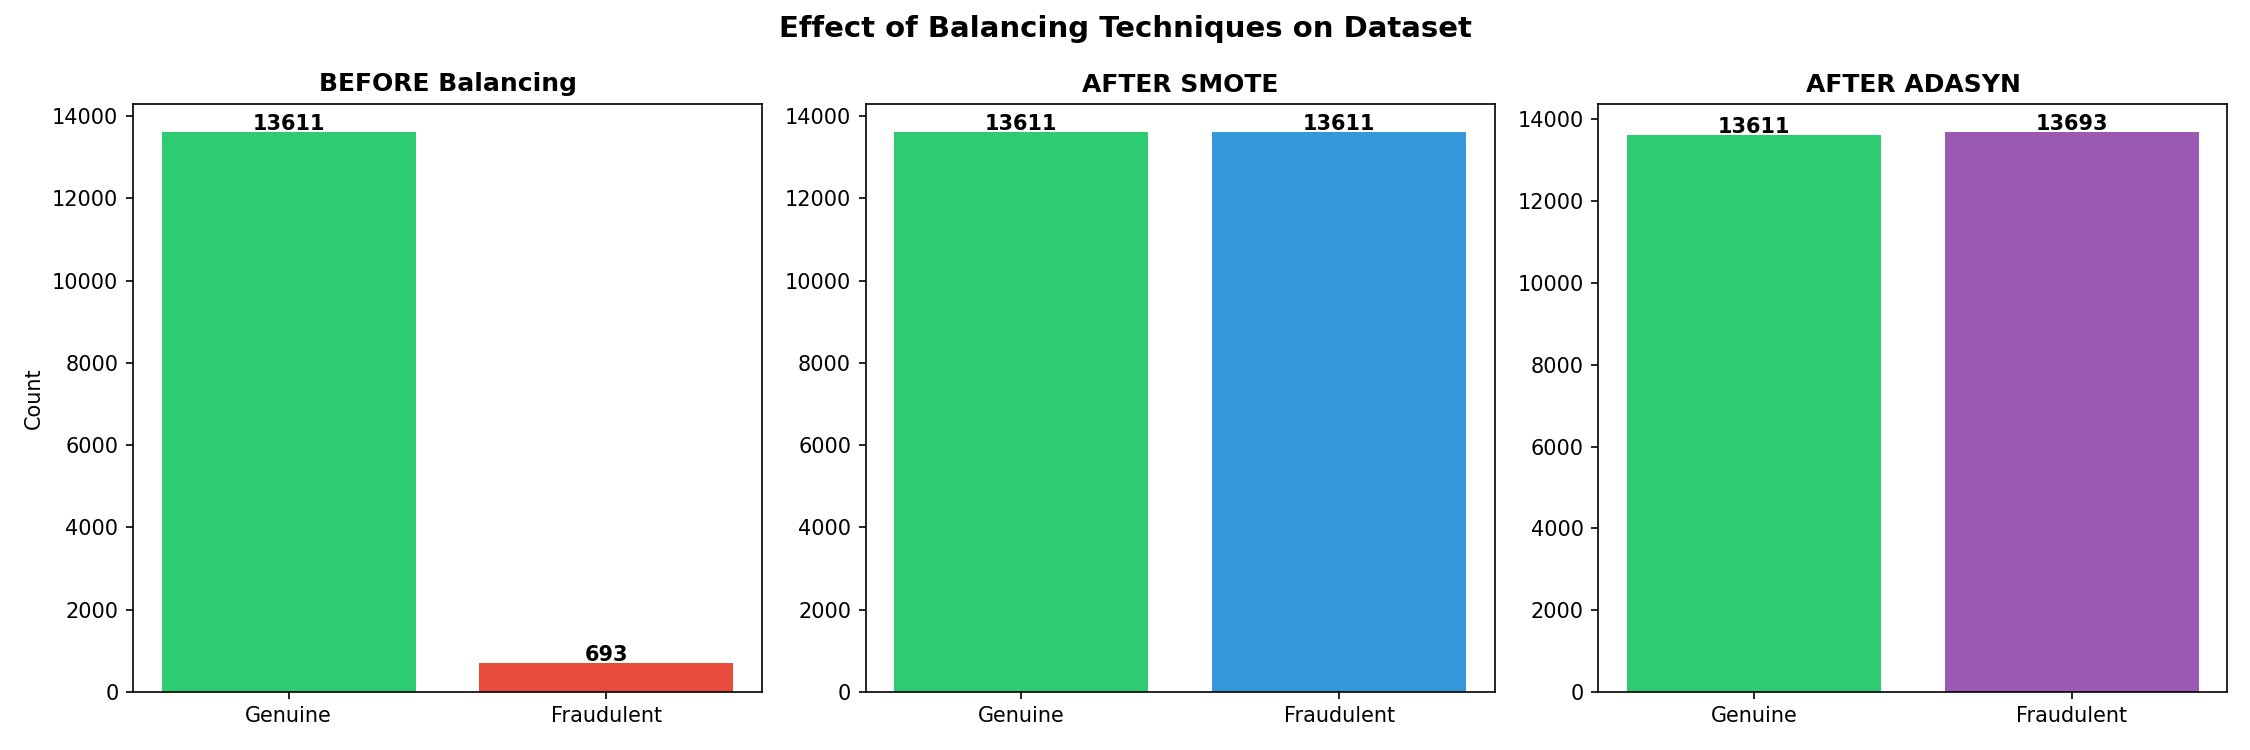 Effect of Balancing Techniques on Dataset
BEFORE Balancing
Count
14000
12000
10000
8000
6000
4000
2000
0
13611
693
Genuine
Fraudulent
AFTER SMOTE
14000
12000
10000
8000
6000
4000
2000
0
13611
13611
Genuine
Fraudulent
AFTER ADASYN
14000
12000
10000
8000
6000
4000
2000
0
13611
13693
Genuine
Fraudulent